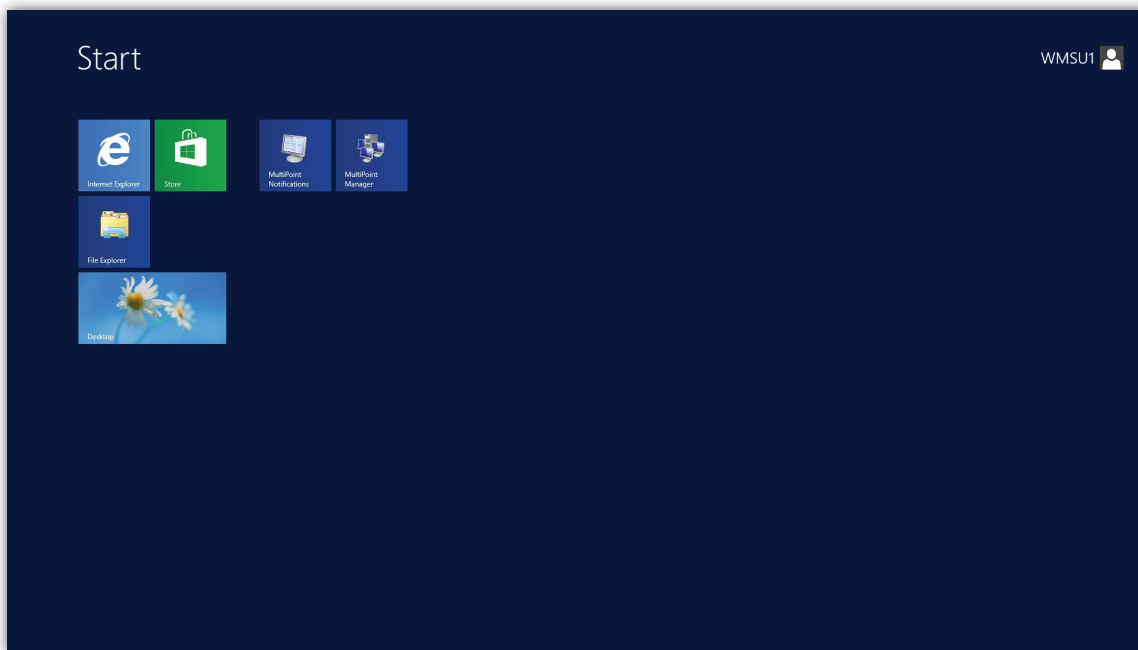 Start
WMSU1
Internet Explorer
Store
MultiPoint
Notifications
MultiPoint
Manager
File Explorer
Desktop